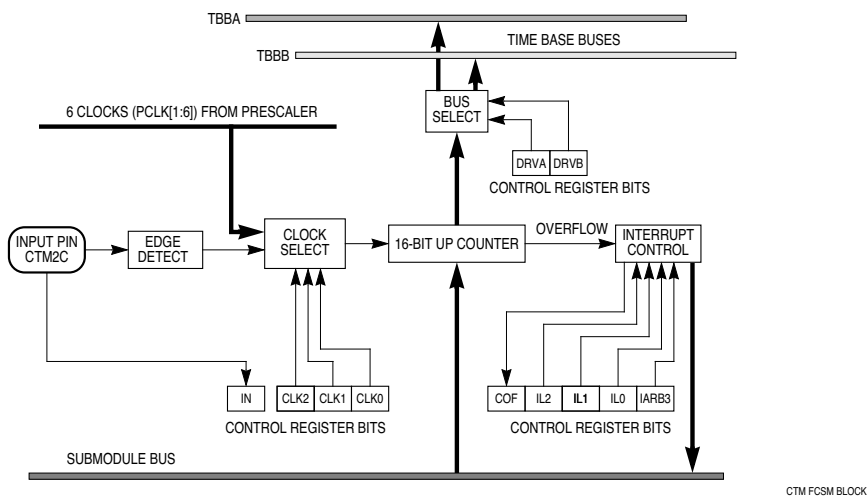 TBBA
TBBB
TIME BASE BUSES
6 CLOCKS (PCLK[1:6]) FROM PRESCALER
BUS
SELECT
DRVA DRVB
CONTROL REGISTER BITS
INPUT PIN
CTM2C
EDGE
DETECT
CLOCK
SELECT
16-BIT UP COUNTER
OVERFLOW
INTERRUPT
CONTROL
IN
CLK2 CLK1 CLK0
CONTROL REGISTER BITS
COF IL2 IL1 IL0 IARB3
CONTROL REGISTER BITS
SUBMODULE BUS
CTM FCSM BLOCK